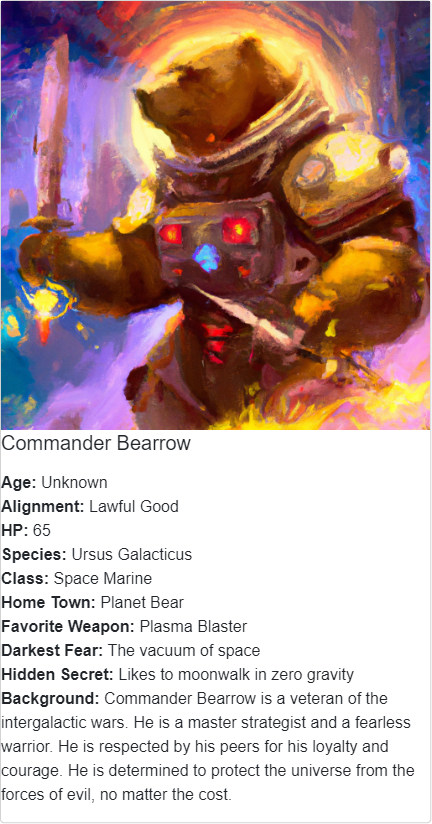 Commander Bearrow
Age: Unknown
Alignment: Lawful Good
HP: 65
Species: Ursus Galacticus
Class: Space Marine
Home Town: Planet Bear
Favorite Weapon: Plasma Blaster
Darkest Fear: The vacuum of space
Hidden Secret: Likes to moonwalk in zero gravity
Background: Commander Bearrow is a veteran of the
intergalactic wars. He is a master strategist and a fearless
warrior. He is respected by his peers for his loyalty and
courage. He is determined to protect the universe from the
forces of evil, no matter the cost.